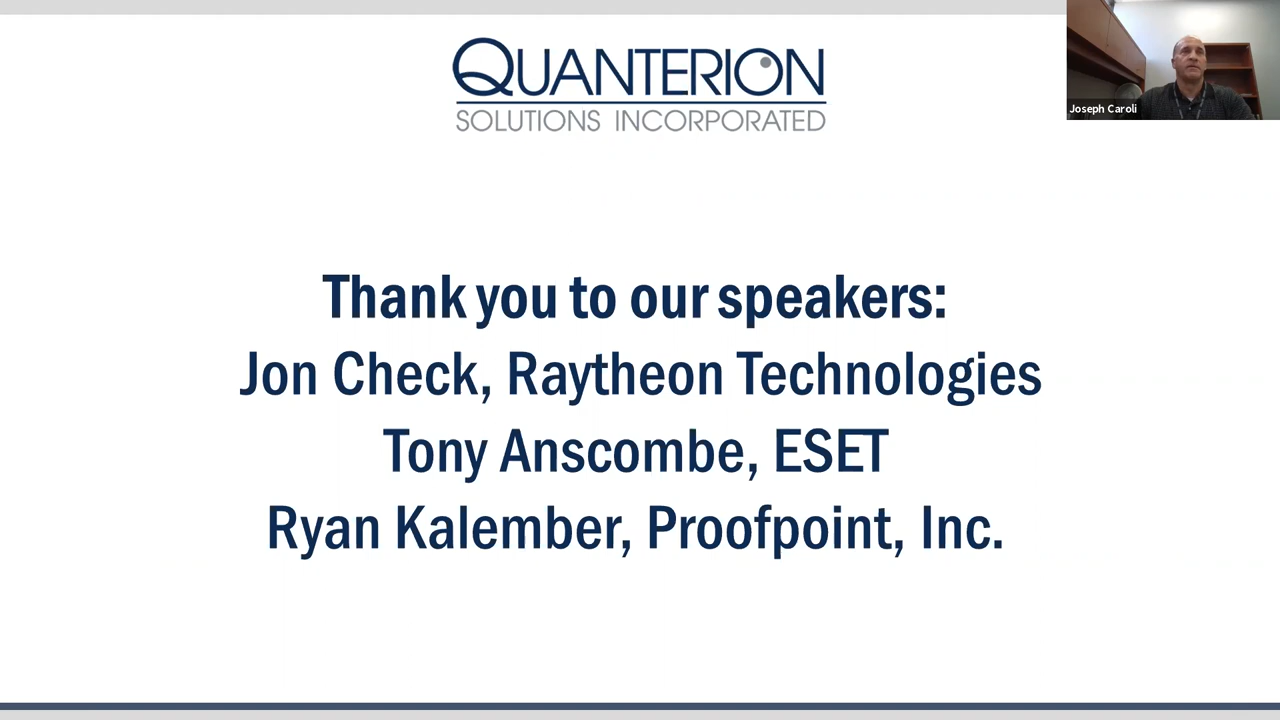 QUANTERION
SOLUTIONS INCORPORATED
Joseph Caroli
Thank you to our speakers:
Jon Check, Raytheon Technologies
Tony Anscombe, ESET
Ryan Kalember, Proofpoint, Inc.